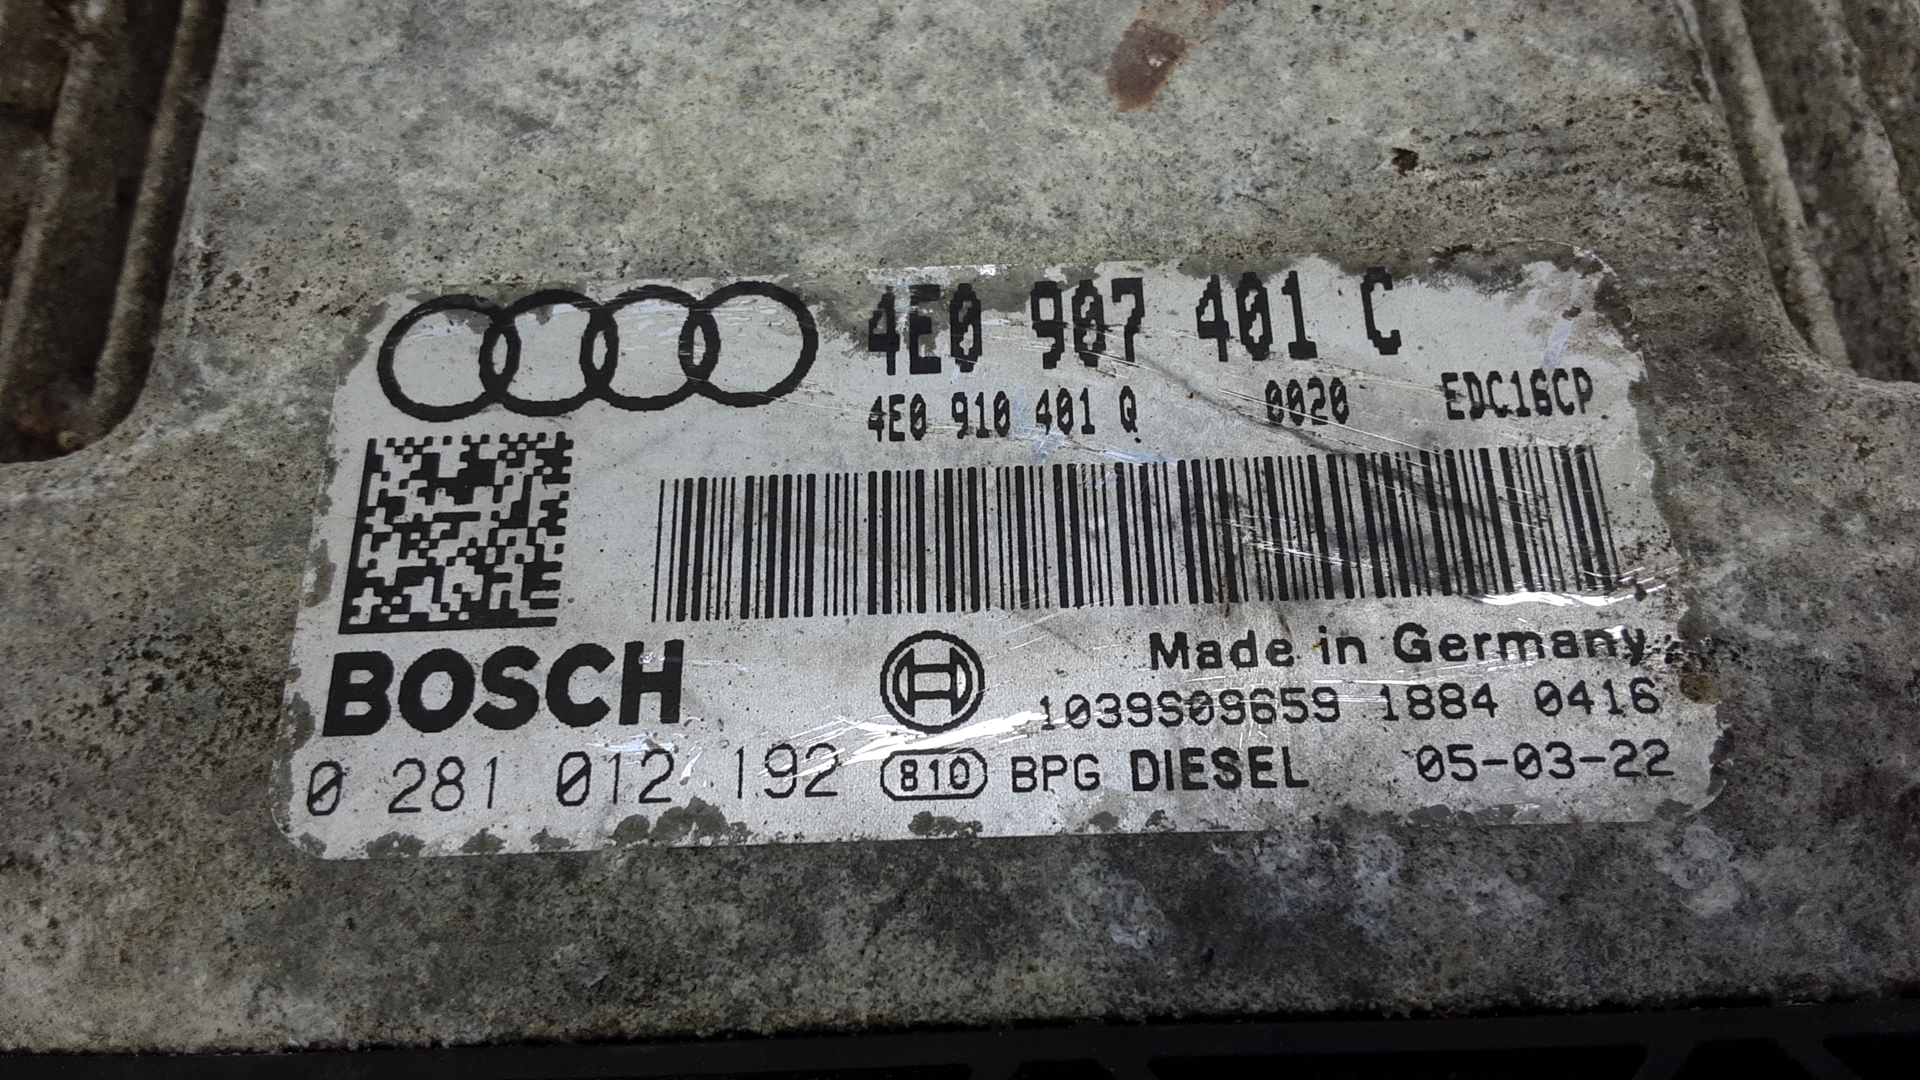 4E0 907 401 C
4E0 910 401 Q 0020 EDC16CP
BOSCH
Made in Germany
1039S09659 1884 0416
0 281 012 192 810 BPG DIESEL 05-03-22